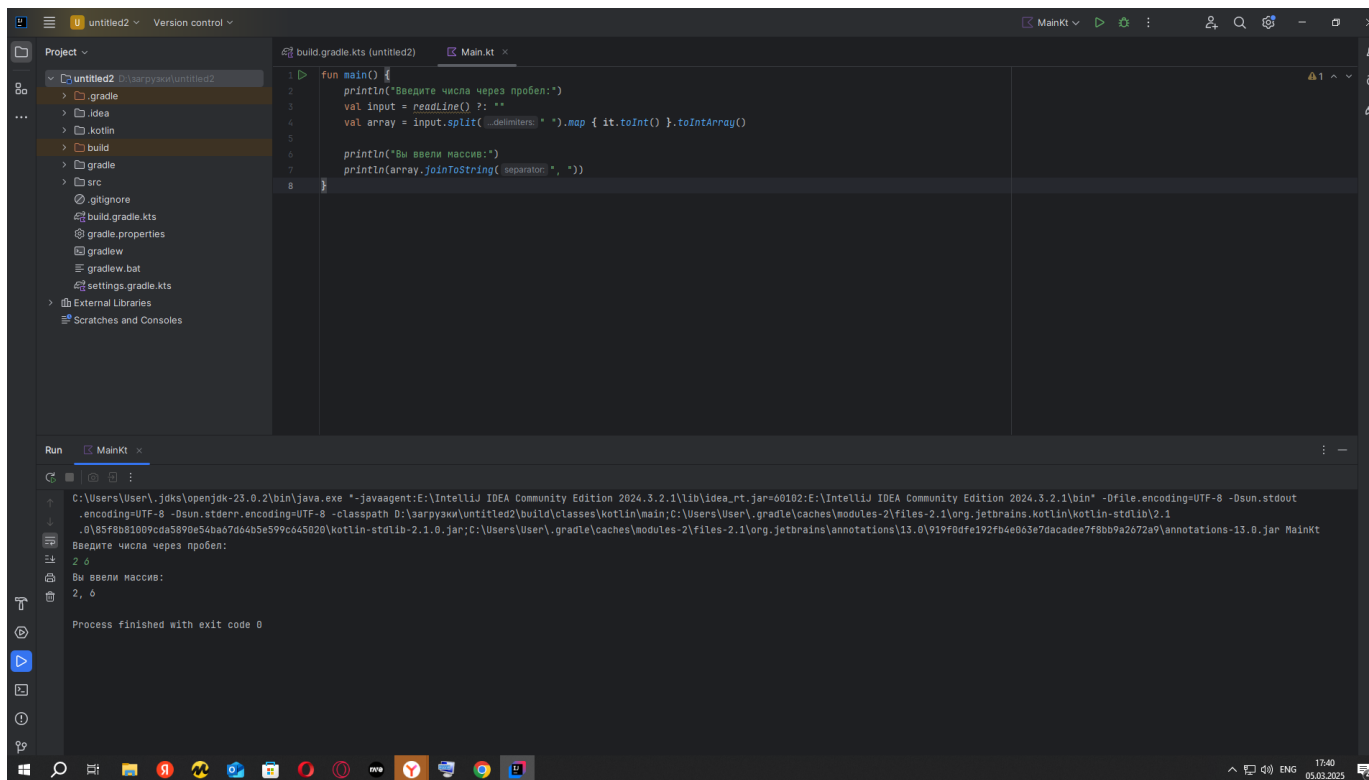 U untitled2 Version control MainKt
Project
build.gradle.kts (untitled2) Main.kt
untitled2 D:\загрузки\untitled2
.gradle
.idea
.kotlin
build
gradle
src
.gitignore
build.gradle.kts
gradle.properties
gradlew
gradlew.bat
settings.gradle.kts
External Libraries
Scratches and Consoles
1 fun main() {
2 println("Введите числа через пробел:")
3 val input = readLine() ?: ""
4 val array = input.split( ...delimiters: " ").map { it.toInt() }.toIntArray()
5
6 println("Вы ввели массив:")
7 println(array.joinToString( separator: ", "))
8 }
1
Run MainKt
C:\Users\User\.jdks\openjdk-23.0.2\bin\java.exe "-javaagent:E:\IntelliJ IDEA Community Edition 2024.3.2.1\lib\idea_rt.jar=60102:E:\IntelliJ IDEA Community Edition 2024.3.2.1\bin" -Dfile.encoding=UTF-8 -Dsun.stdout
.encoding=UTF-8 -Dsun.stderr.encoding=UTF-8 -classpath D:\загрузки\untitled2\build\classes\kotlin\main;C:\Users\User\.gradle\caches\modules-2\files-2.1\org.jetbrains.kotlin\kotlin-stdlib\2.1
.0\85f8b81009cda5890e54ba67d64b5e599c645020\kotlin-stdlib-2.1.0.jar;C:\Users\User\.gradle\caches\modules-2\files-2.1\org.jetbrains\annotations\13.0\919f0dfe192fb4e063e7dacadee7f8bb9a2672a9\annotations-13.0.jar MainKt
Введите числа через пробел:
2 6
Вы ввели массив:
2, 6
Process finished with exit code 0
ENG
17:40
05.03.2025